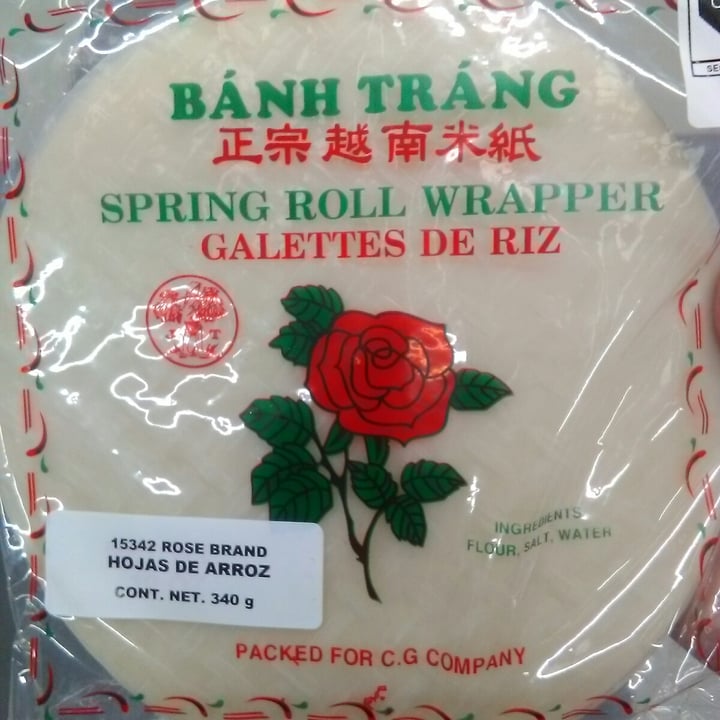 BÁNH TRÁNG
正宗越南米紙
SPRING ROLL WRAPPER
GALETTES DE RIZ
INGREDIENTS
FLOUR, SALT, WATER
15342 ROSE BRAND
HOJAS DE ARROZ
CONT. NET. 340 g
PACKED FOR C.G COMPANY